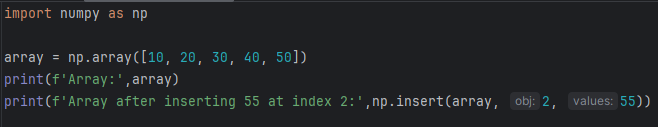 import numpy as np
array = np.array([10, 20, 30, 40, 50])
print(f'Array:',array)
print(f'Array after inserting 55 at index 2:',np.insert(array, obj: 2, values: 55))